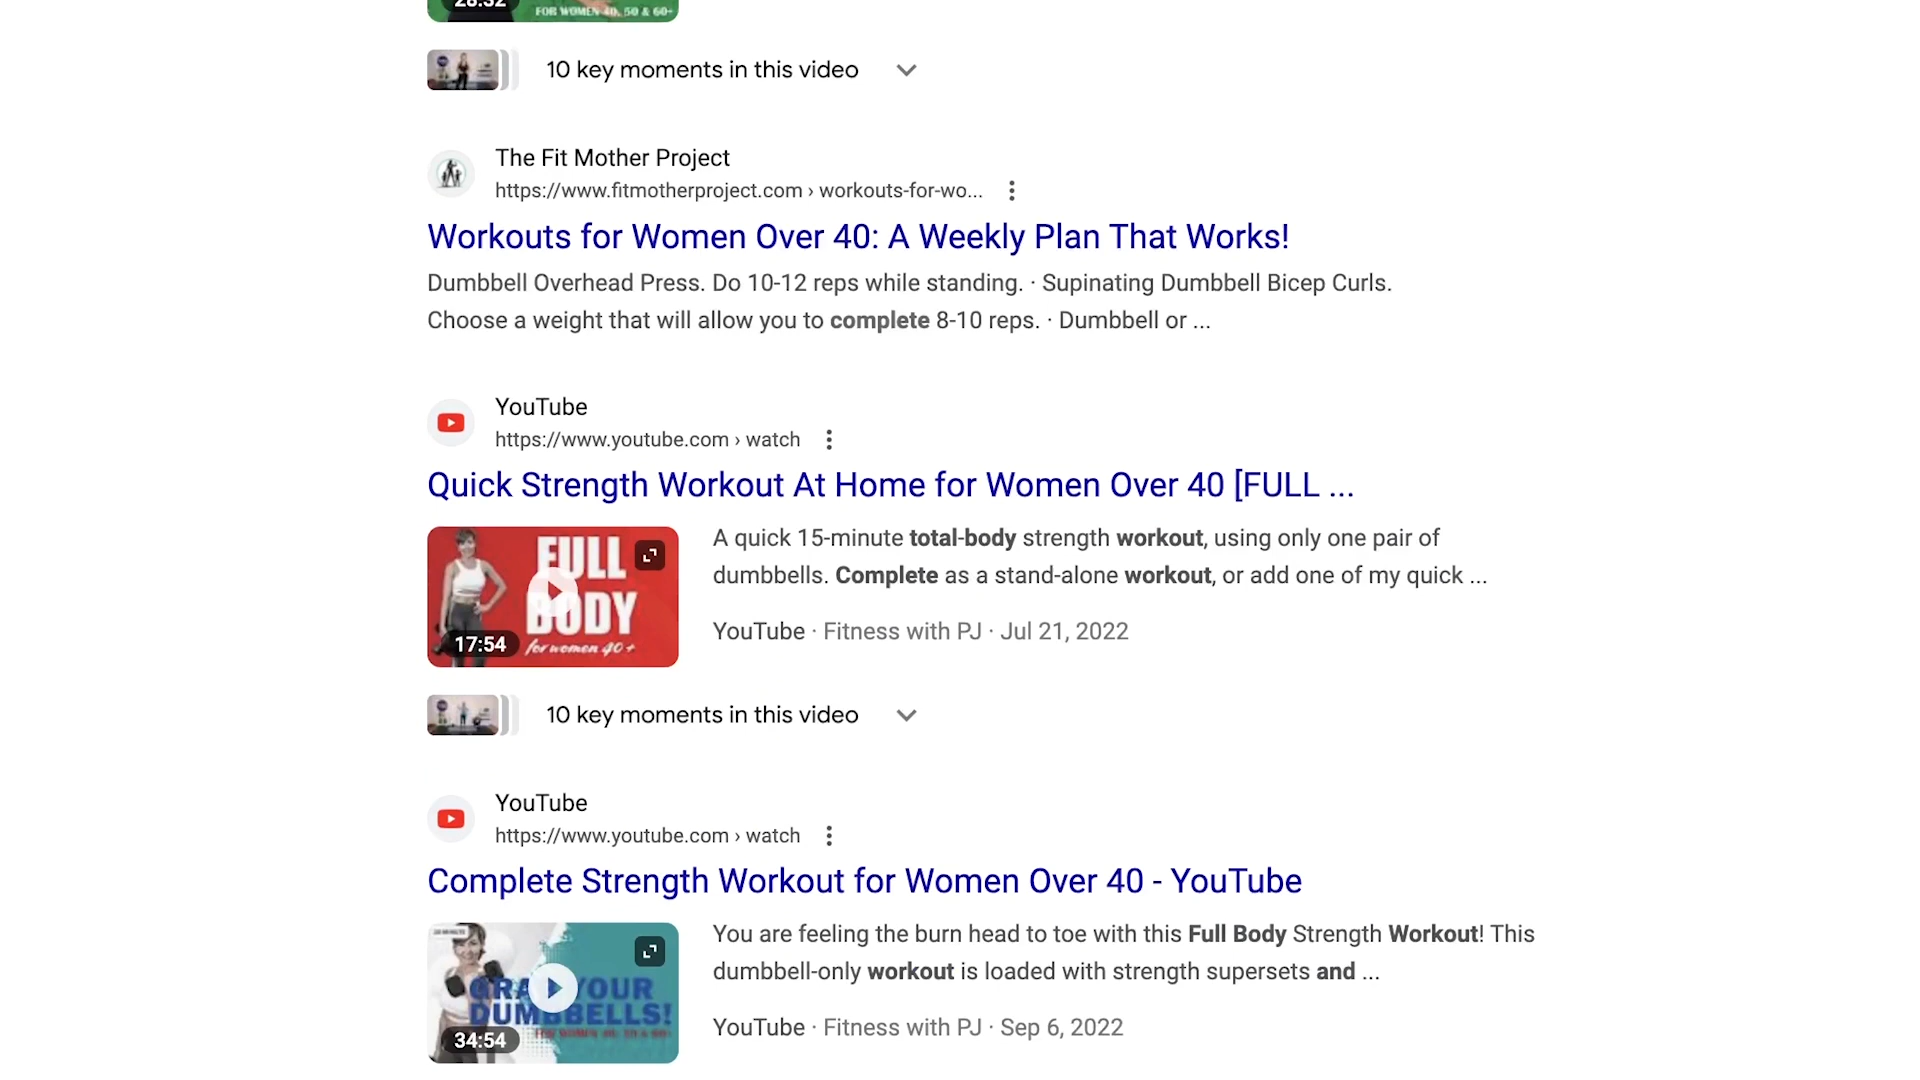 28:32
FOR WOMEN 40, 50 & 60+
10 key moments in this video
The Fit Mother Project
https://www.fitmotherproject.com › workouts-for-wo...
Workouts for Women Over 40: A Weekly Plan That Works!
Dumbbell Overhead Press. Do 10-12 reps while standing. · Supinating Dumbbell Bicep Curls.
Choose a weight that will allow you to complete 8-10 reps. · Dumbbell or ...
YouTube
https://www.youtube.com › watch
Quick Strength Workout At Home for Women Over 40 [FULL ...
FULL
BODY
for women 40+
17:54
A quick 15-minute total-body strength workout, using only one pair of
dumbbells. Complete as a stand-alone workout, or add one of my quick ...
YouTube · Fitness with PJ · Jul 21, 2022
10 key moments in this video
YouTube
https://www.youtube.com › watch
Complete Strength Workout for Women Over 40 - YouTube
GRAB YOUR
DUMBBELLS!
FOR WOMEN 40, 50 & 60+
34:54
You are feeling the burn head to toe with this Full Body Strength Workout! This
dumbbell-only workout is loaded with strength supersets and ...
YouTube · Fitness with PJ · Sep 6, 2022